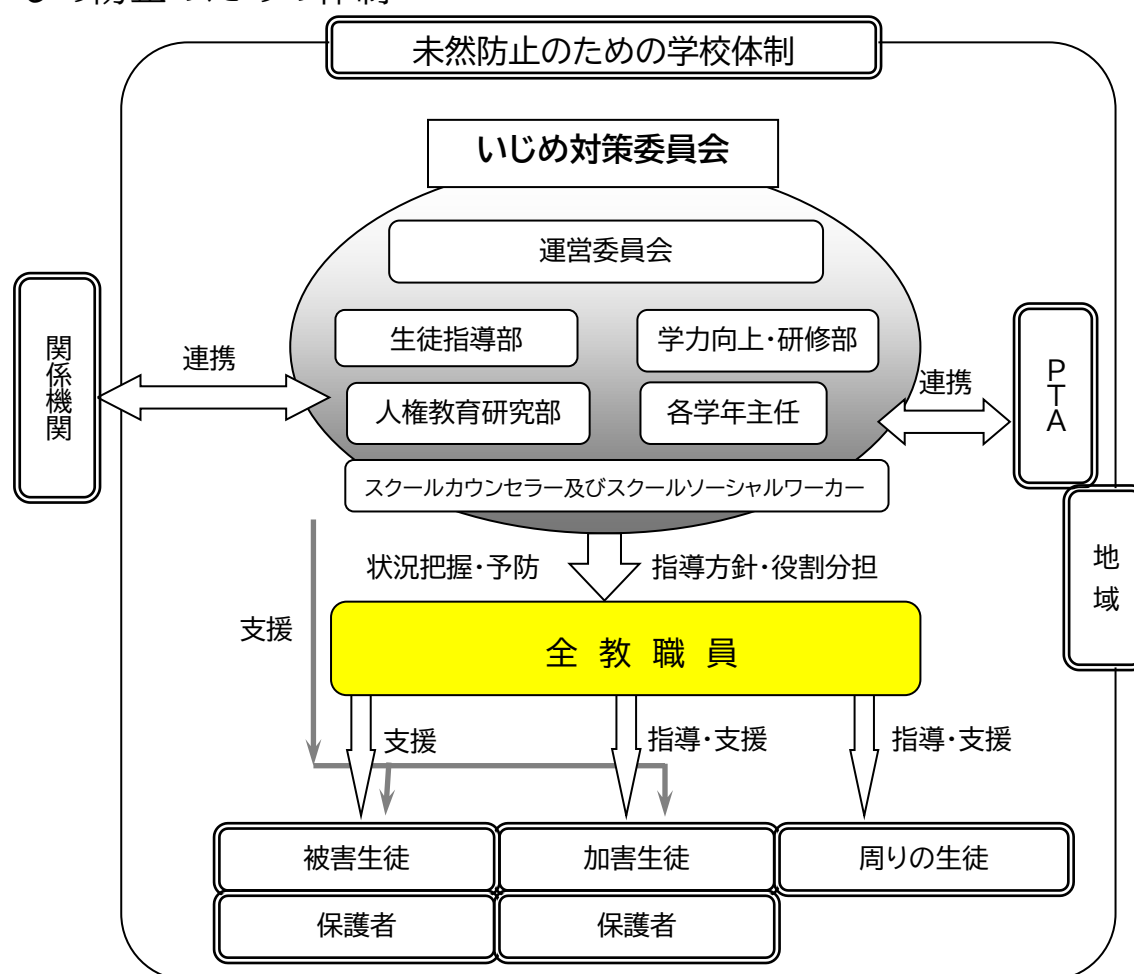 未然防止のための学校体制
いじめ対策委員会
運営委員会
生徒指導部
学力向上・研修部
人権教育研究部
各学年主任
スクールカウンセラー及びスクールソーシャルワーカー
関係機関
連携
連携
PTA
地域
状況把握・予防
指導方針・役割分担
支援
全教職員
支援
指導・支援
指導・支援
被害生徒
加害生徒
周りの生徒
保護者
保護者